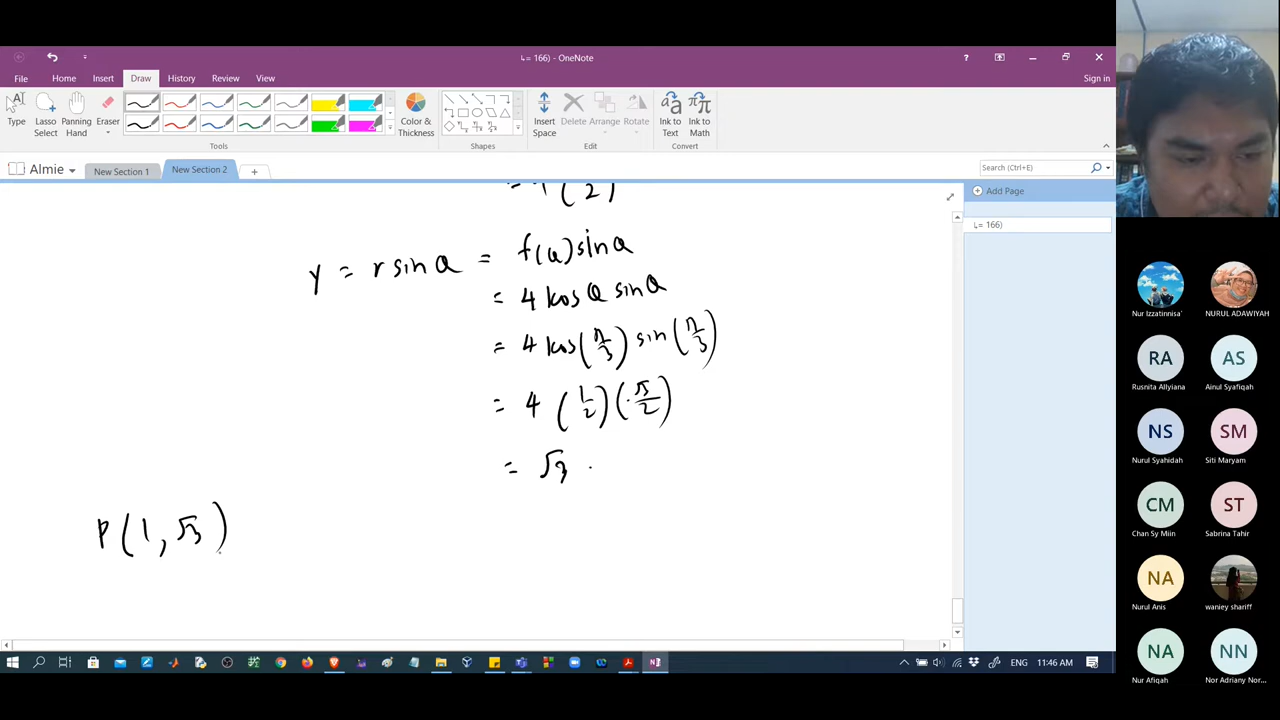 ㄣ= 166) - OneNote
File Home Insert Draw History Review View
Sign in
Type
Lasso Select
Panning Hand
Eraser
Color & Thickness
Insert Space
Delete Arrange Rotate
Ink to Text
Ink to Math
Tools Shapes Edit Convert
Almie New Section 1 New Section 2
Search (Ctrl+E)
Add Page
ㄣ= 166)
y = r sin θ = f(θ) sin θ
= 4 kos θ sin θ
= 4 kos(π/3) sin(π/3)
= 4 (1/2)(√3/2)
= √3
P(1, √3)
Nur Izzatinnisa' NURUL ADAWIYAH
RA AS
Rusnita Allyiana Ainul Syafiqah
NS SM
Nurul Syahidah Siti Maryam
CM ST
Chan Sy Miin Sabrina Tahir
NA
Nurul Anis waniey shariff
NA NN
Nur Afiqah Nor Adriany Nor...
ENG 11:46 AM